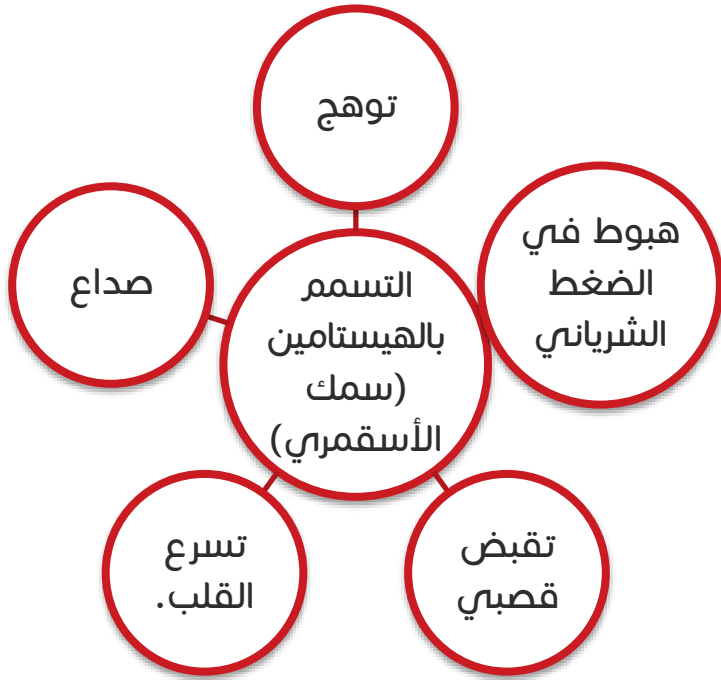 توهج
هبوط في
الضغط
الشرياني
صداع
التسمم
بالهيستامين
(سمك
الأسقمري)
تسرع
القلب.
تقبض
قصبي